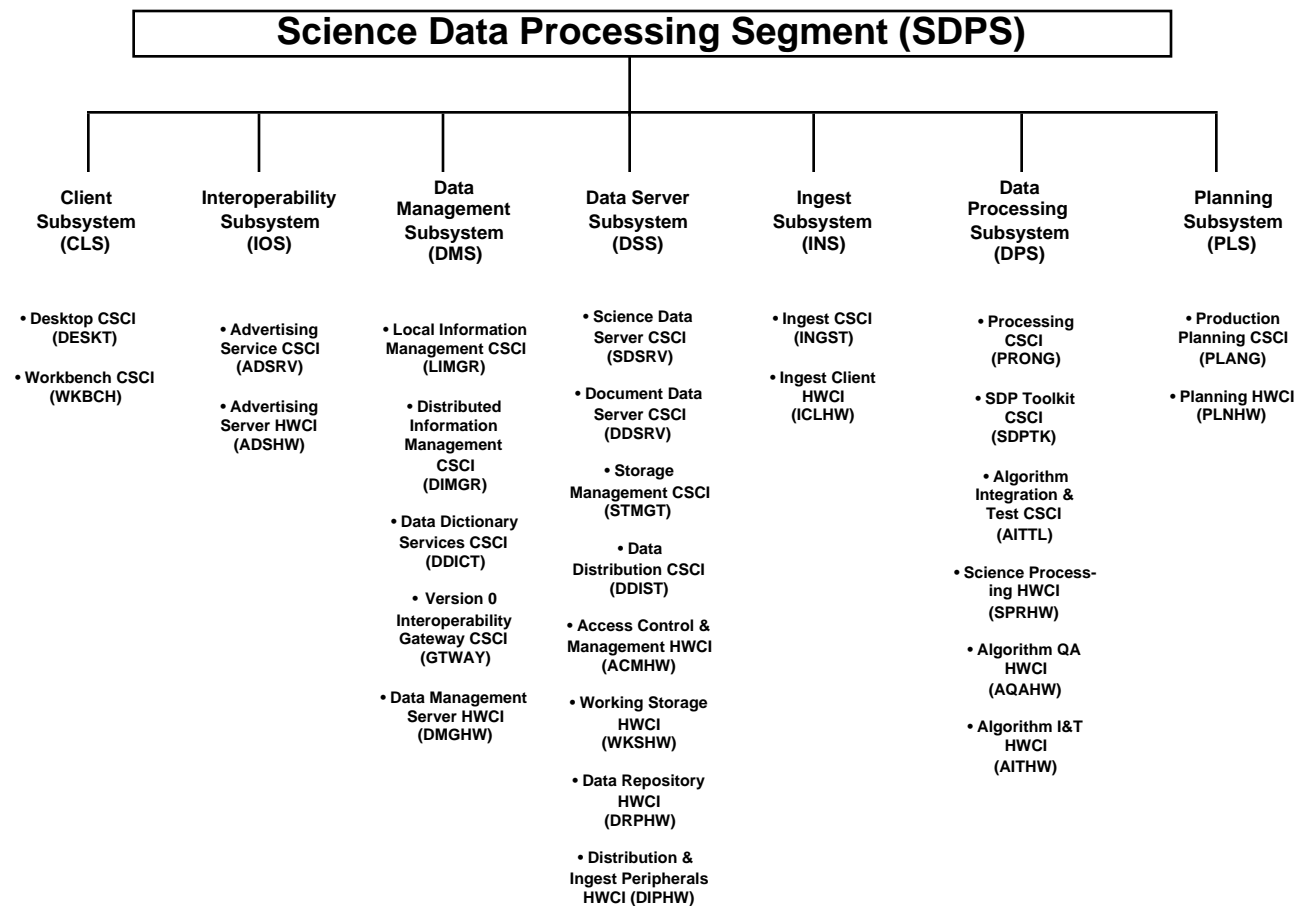 Science Data Processing Segment (SDPS)
Client
Subsystem
(CLS)
• Desktop CSCI
(DESKT)
• Workbench CSCI
(WKBCH)
Interoperability
Subsystem
(IOS)
• Advertising
Service CSCI
(ADSRV)
• Advertising
Server HWCI
(ADSHW)
Data
Management
Subsystem
(DMS)
• Local Information
Management CSCI
(LIMGR)
• Distributed
Information
Management
CSCI
(DIMGR)
• Data Dictionary
Services CSCI
(DDICT)
• Version 0
Interoperability
Gateway CSCI
(GTWAY)
• Data Management
Server HWCI
(DMGHW)
Data Server
Subsystem
(DSS)
• Science Data
Server CSCI
(SDSRV)
• Document Data
Server CSCI
(DDSRV)
• Storage
Management CSCI
(STMGT)
• Data
Distribution CSCI
(DDIST)
• Access Control &
Management HWCI
(ACMHW)
• Working Storage
HWCI
(WKSHW)
• Data Repository
HWCI
(DRPHW)
• Distribution &
Ingest Peripherals
HWCI (DIPHW)
Ingest
Subsystem
(INS)
• Ingest CSCI
(INGST)
• Ingest Client
HWCI
(ICLHW)
Data
Processing
Subsystem
(DPS)
• Processing
CSCI
(PRONG)
• SDP Toolkit
CSCI
(SDPTK)
• Algorithm
Integration &
Test CSCI
(AITTL)
• Science Process-
ing HWCI
(SPRHW)
• Algorithm QA
HWCI
(AQAHW)
• Algorithm I&T
HWCI
(AITHW)
Planning
Subsystem
(PLS)
• Production
Planning CSCI
(PLANG)
• Planning HWCI
(PLNHW)